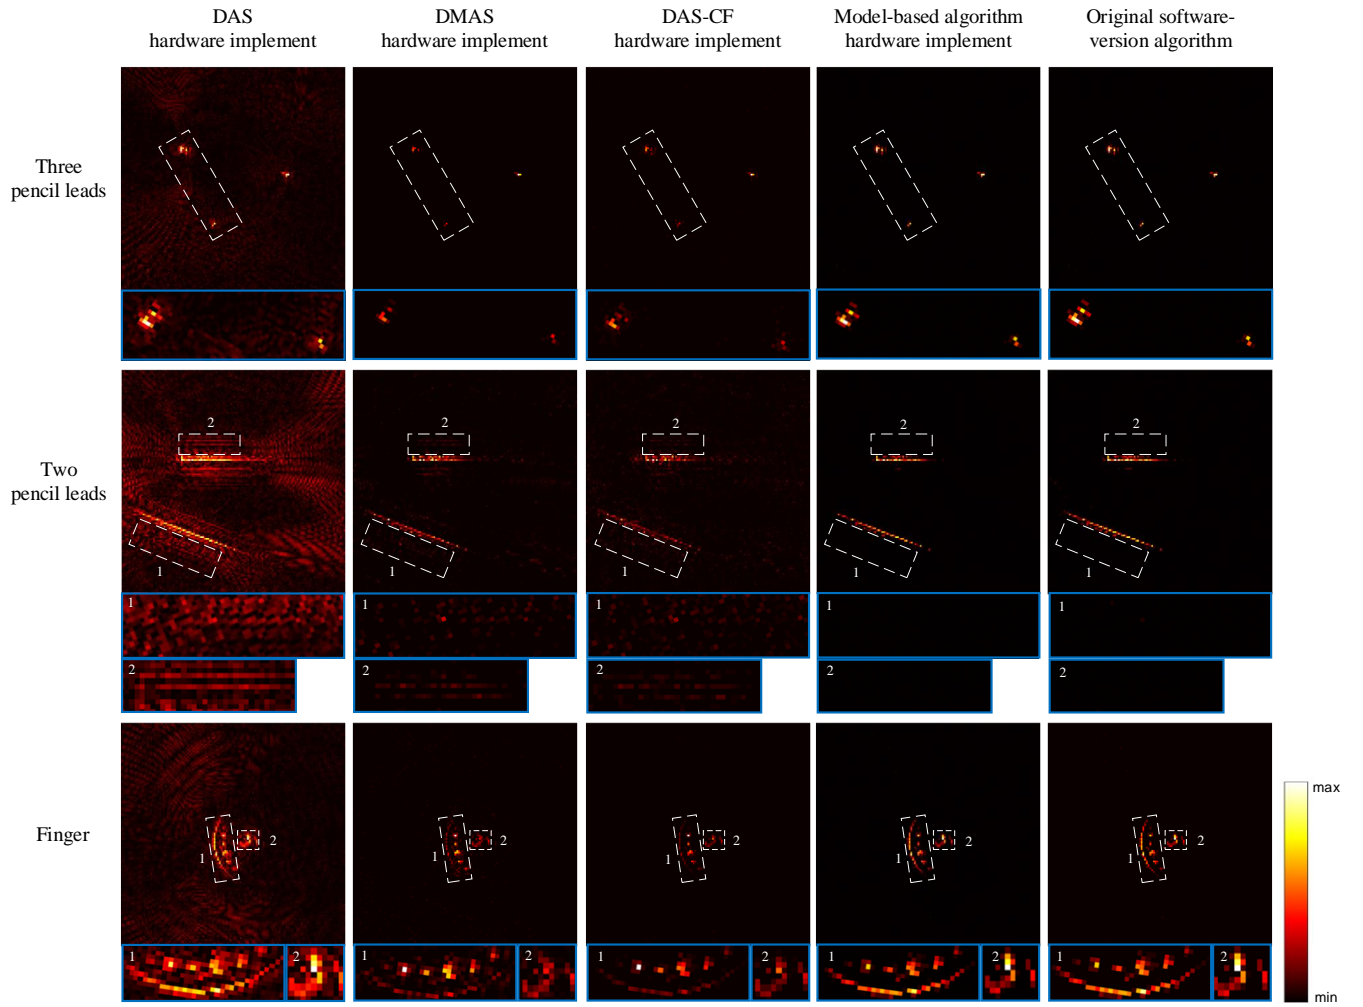 DAS
hardware implement
DMAS
hardware implement
DAS-CF
hardware implement
Model-based algorithm
hardware implement
Original software-
version algorithm
Three
pencil leads
Two
pencil leads
2
1
2
1
2
1
2
1
2
1
1
1
1
1
1
2
2
2
2
2
Finger
1
2
1
2
1
2
1
2
1
2
1
2
1
2
1
2
1
2
1
2
max
min